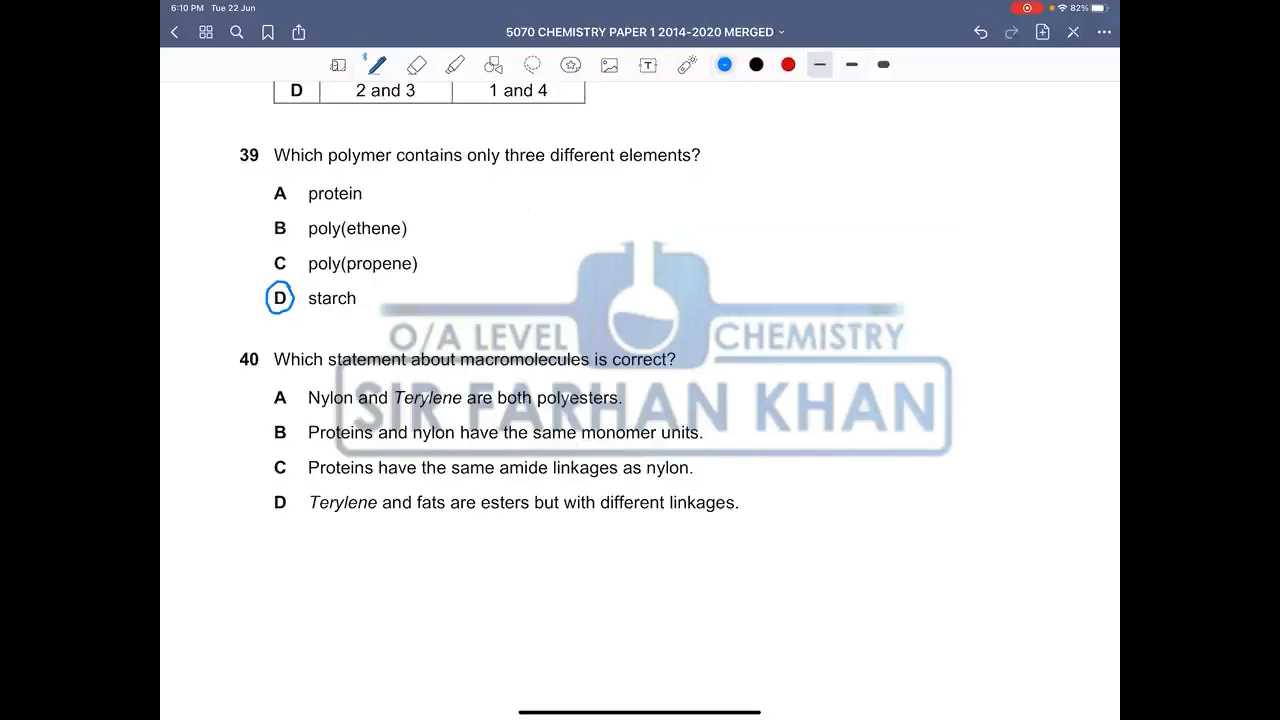 6:10 PM Tue 22 Jun
82%
5070 CHEMISTRY PAPER 1 2014-2020 MERGED
D 2 and 3 1 and 4
39 Which polymer contains only three different elements?
A protein
B poly(ethene)
C poly(propene)
D starch
O/A LEVEL CHEMISTRY
40 Which statement about macromolecules is correct?
SIR FARHAN KHAN
A Nylon and Terylene are both polyesters.
B Proteins and nylon have the same monomer units.
C Proteins have the same amide linkages as nylon.
D Terylene and fats are esters but with different linkages.